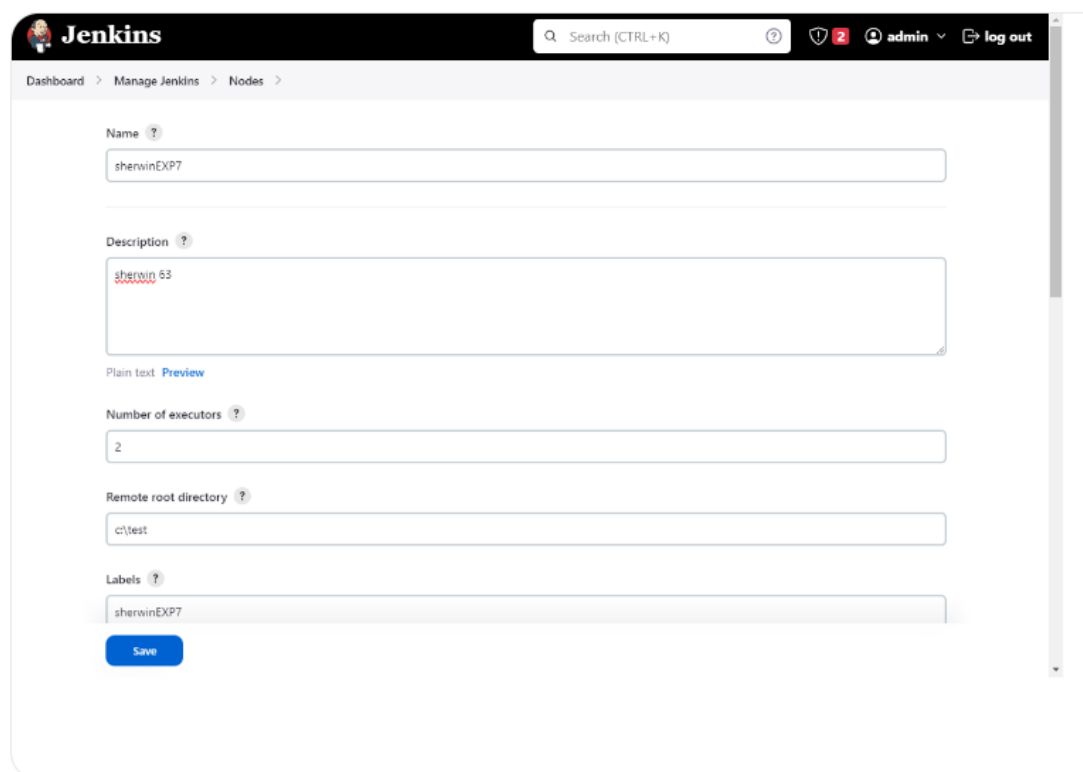 Jenkins
Search (CTRL+K) ?
2 admin log out
Dashboard > Manage Jenkins > Nodes >
Name ?
sherwinEXP7
Description ?
sherwin 63
Plain text Preview
Number of executors ?
2
Remote root directory ?
c:\test
Labels ?
sherwinEXP7
Save